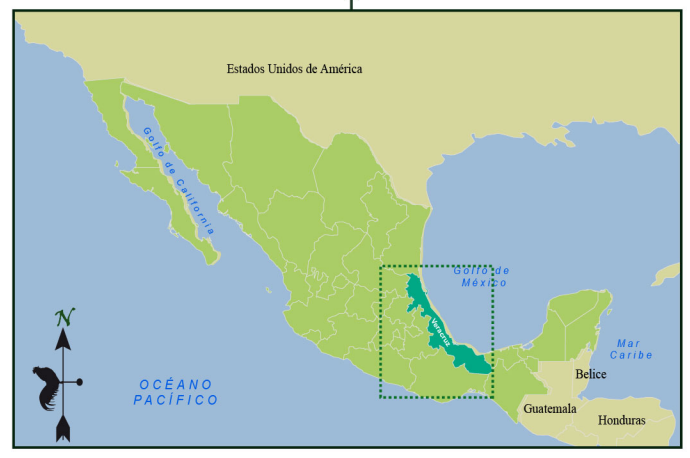 Estados Unidos de América
Golfo de California
Golfo de
México
Veracruz
N
Mar
Caribe
Belice
OCÉANO
PACÍFICO
Guatemala
Honduras